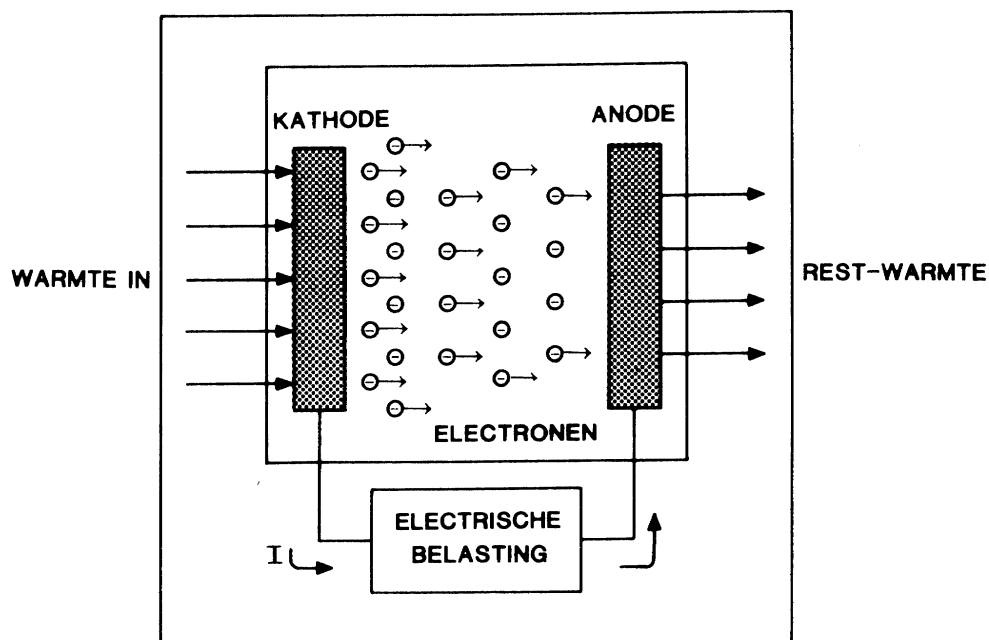 KATHODE
ANODE
WARMTE IN
REST-WARMTE
ELECTRONEN
ELECTRISCHE
BELASTING
I